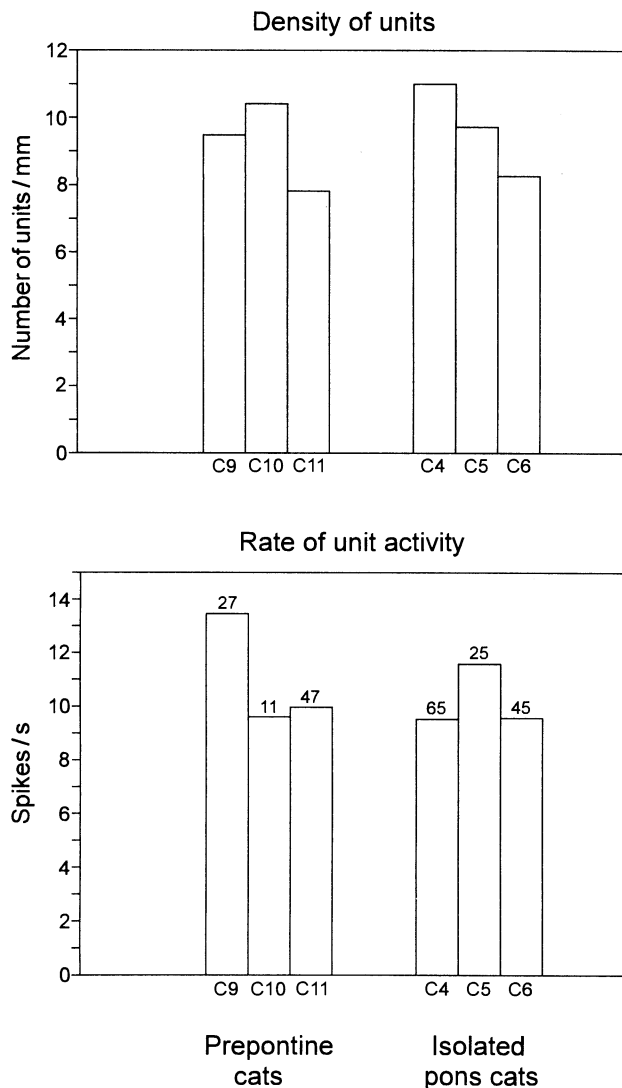 Density of units
Number of units / mm
12
10
8
6
4
2
0
C9 C10 C11 C4 C5 C6
Rate of unit activity
Spikes / s
14
12
10
8
6
4
2
0
27 11 47 65 25 45
C9 C10 C11 C4 C5 C6
Prepontine Isolated
cats pons cats